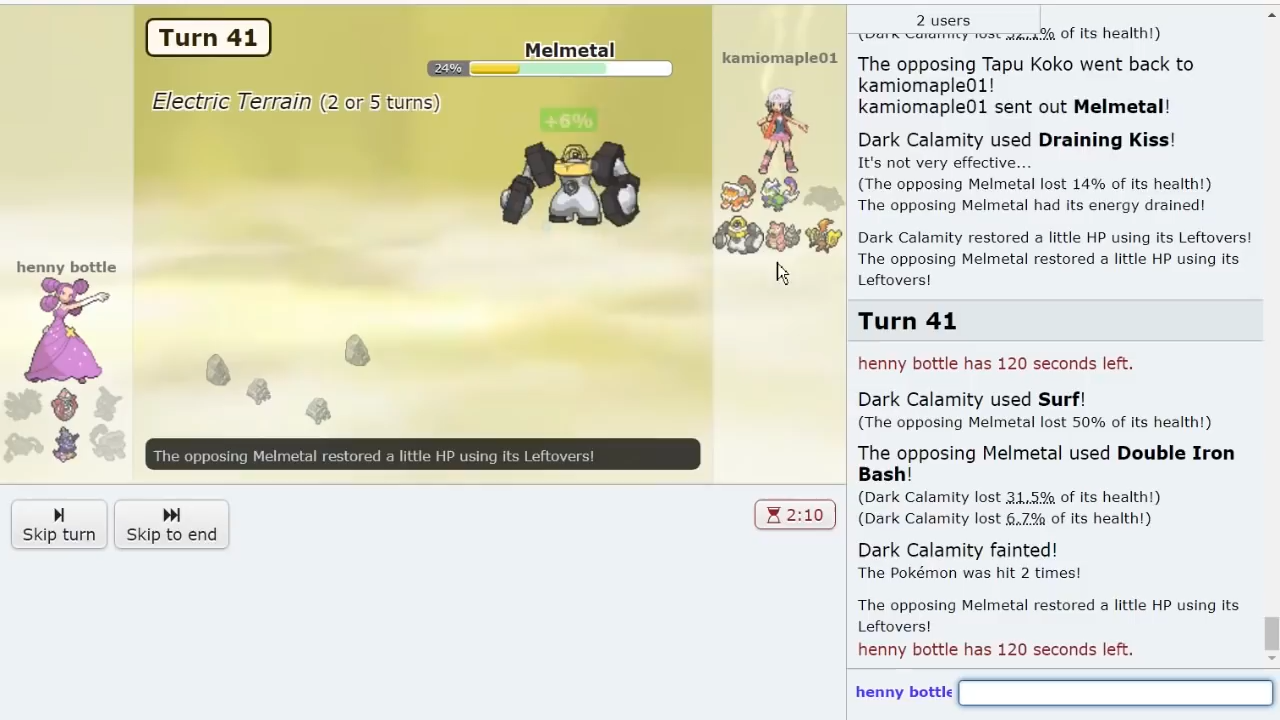 Turn 41
Melmetal
24%
Electric Terrain (2 or 5 turns)
+6%
kamiomaple01
henny bottle
The opposing Melmetal restored a little HP using its Leftovers!
Skip turn
Skip to end
2:10
2 users
(Dark Calamity lost 32.1% of its health!)
The opposing Tapu Koko went back to
kamiomaple01!
kamiomaple01 sent out Melmetal!
Dark Calamity used Draining Kiss!
It's not very effective...
(The opposing Melmetal lost 14% of its health!)
The opposing Melmetal had its energy drained!
Dark Calamity restored a little HP using its Leftovers!
The opposing Melmetal restored a little HP using its
Leftovers!
Turn 41
henny bottle has 120 seconds left.
Dark Calamity used Surf!
(The opposing Melmetal lost 50% of its health!)
The opposing Melmetal used Double Iron
Bash!
(Dark Calamity lost 31.5% of its health!)
(Dark Calamity lost 6.7% of its health!)
Dark Calamity fainted!
The Pokémon was hit 2 times!
The opposing Melmetal restored a little HP using its
Leftovers!
henny bottle has 120 seconds left.
henny bottle